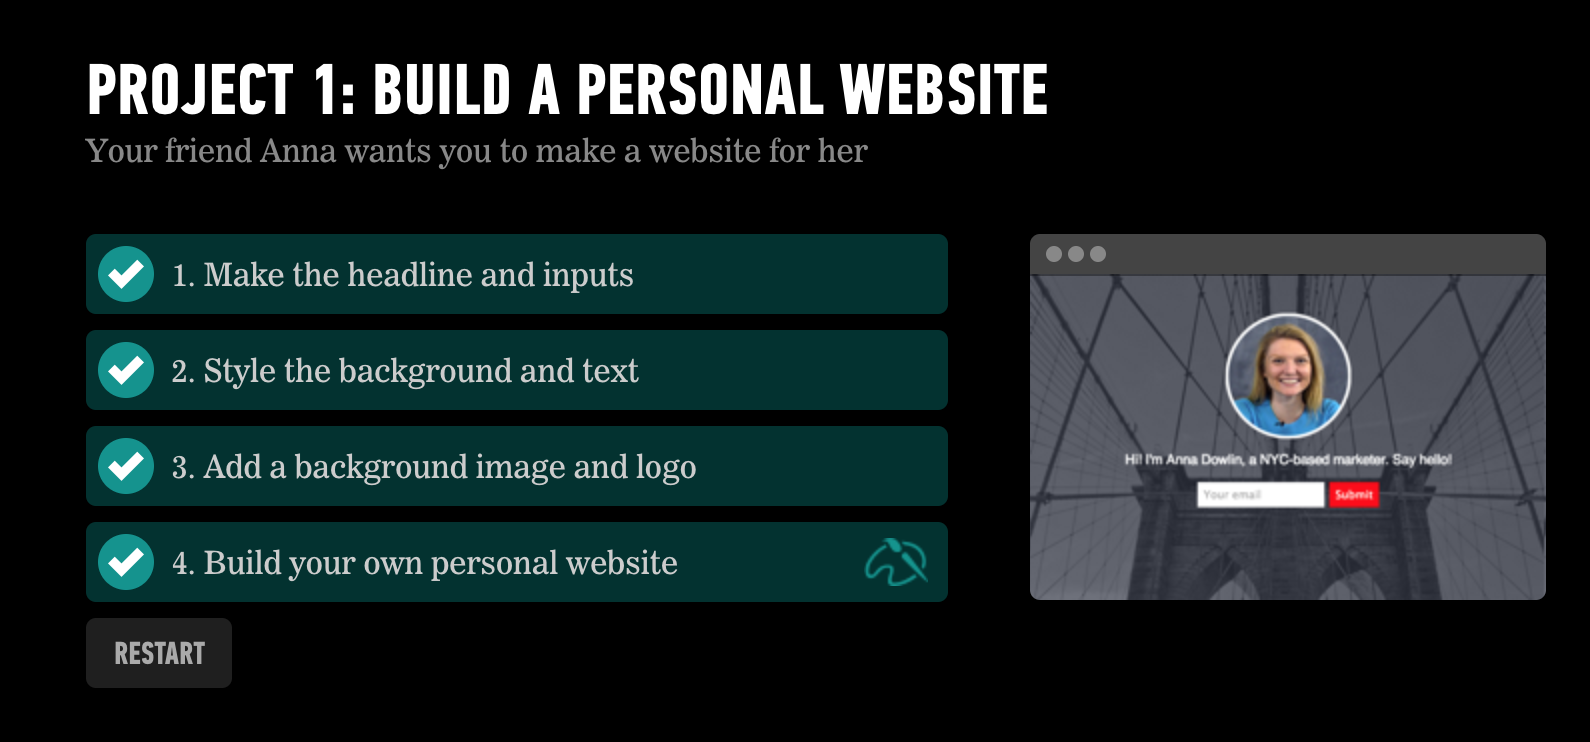 PROJECT 1: BUILD A PERSONAL WEBSITE
Your friend Anna wants you to make a website for her
1. Make the headline and inputs
2. Style the background and text
3. Add a background image and logo
4. Build your own personal website
RESTART
Hi! I'm Anna Dowlin, a NYC-based marketer. Say hello!
Your email
Submit